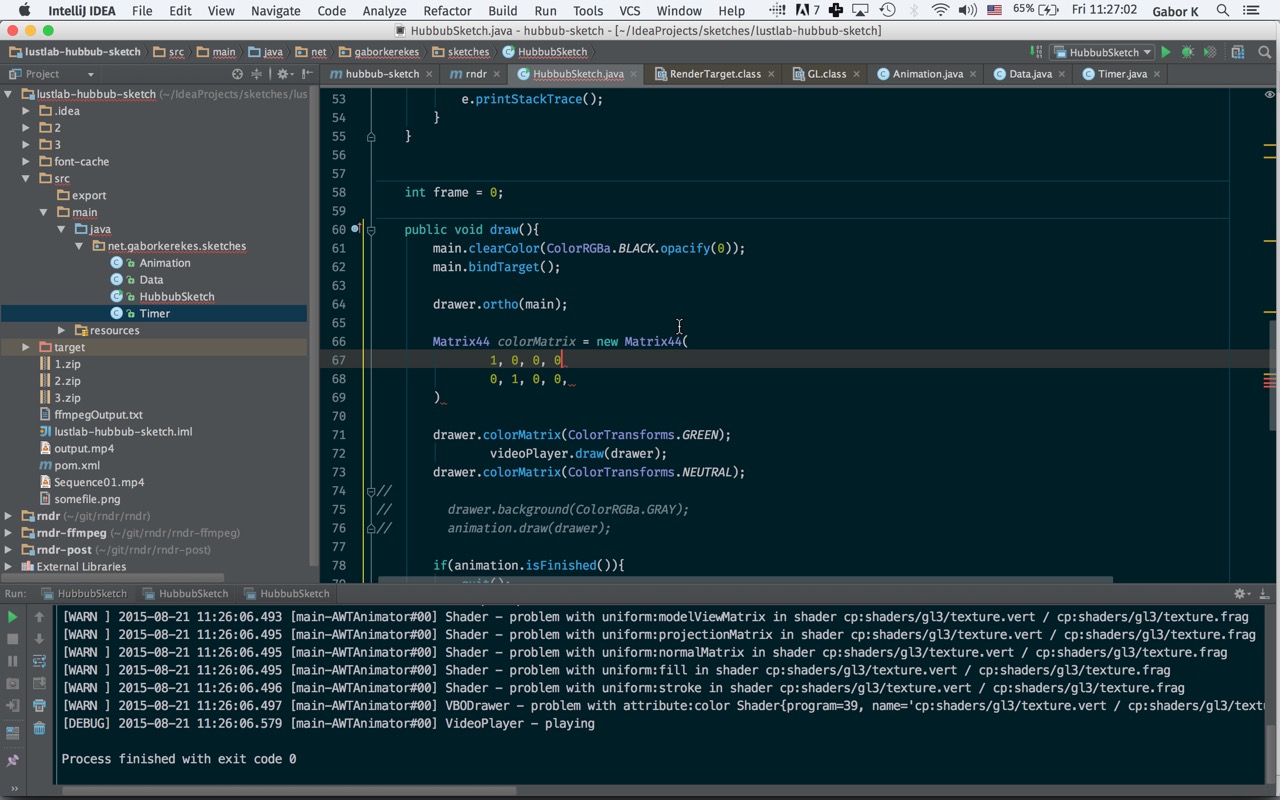 IntelliJ IDEA File Edit View Navigate Code Analyze Refactor Build Run Tools VCS Window Help 7 65% Fri 11:27:02 Gabor K
HubbubSketch.java - hubbub-sketch - [~/IdeaProjects/sketches/lustlab-hubbub-sketch]
lustlab-hubbub-sketch src main java net gaborkerekes sketches HubbubSketch HubbubSketch
Project hubbub-sketch rndr HubbubSketch.java RenderTarget.class GL.class Animation.java Data.java Timer.java
lustlab-hubbub-sketch (~/IdeaProjects/sketches/lus
.idea
2
3
font-cache
src
export
main
java
net.gaborkerekes.sketches
Animation
Data
HubbubSketch
Timer
resources
target
1.zip
2.zip
3.zip
ffmpegOutput.txt
lustlab-hubbub-sketch.iml
output.mp4
pom.xml
Sequence01.mp4
somefile.png
rndr (~/git/rndr/rndr)
rndr-ffmpeg (~/git/rndr/rndr-ffmpeg)
rndr-post (~/git/rndr/rndr-post)
External Libraries
53 e.printStackTrace();
54 }
55 }
56
57
58 int frame = 0;
59
60 public void draw(){
61 main.clearColor(ColorRGBa.BLACK.opacify(0));
62 main.bindTarget();
63
64 drawer.ortho(main);
65
66 Matrix44 colorMatrix = new Matrix44(
67 1, 0, 0, 0
68 0, 1, 0, 0,
69 )
70
71 drawer.colorMatrix(ColorTransforms.GREEN);
72 videoPlayer.draw(drawer);
73 drawer.colorMatrix(ColorTransforms.NEUTRAL);
74 //
75 // drawer.background(ColorRGBa.GRAY);
76 // animation.draw(drawer);
77
78 if(animation.isFinished()){
Run: HubbubSketch HubbubSketch HubbubSketch
[WARN ] 2015-08-21 11:26:06.493 [main-AWTAnimator#00] Shader - problem with uniform:modelViewMatrix in shader cp:shaders/gl3/texture.vert / cp:shaders/gl3/texture.frag
[WARN ] 2015-08-21 11:26:06.495 [main-AWTAnimator#00] Shader - problem with uniform:projectionMatrix in shader cp:shaders/gl3/texture.vert / cp:shaders/gl3/texture.frag
[WARN ] 2015-08-21 11:26:06.495 [main-AWTAnimator#00] Shader - problem with uniform:normalMatrix in shader cp:shaders/gl3/texture.vert / cp:shaders/gl3/texture.frag
[WARN ] 2015-08-21 11:26:06.495 [main-AWTAnimator#00] Shader - problem with uniform:fill in shader cp:shaders/gl3/texture.vert / cp:shaders/gl3/texture.frag
[WARN ] 2015-08-21 11:26:06.496 [main-AWTAnimator#00] Shader - problem with uniform:stroke in shader cp:shaders/gl3/texture.vert / cp:shaders/gl3/texture.frag
[WARN ] 2015-08-21 11:26:06.497 [main-AWTAnimator#00] VBODrawer - problem with attribute:color Shader{program=39, name='cp:shaders/gl3/texture.vert / cp:shaders/gl3/text
[DEBUG] 2015-08-21 11:26:06.579 [main-AWTAnimator#00] VideoPlayer - playing
Process finished with exit code 0